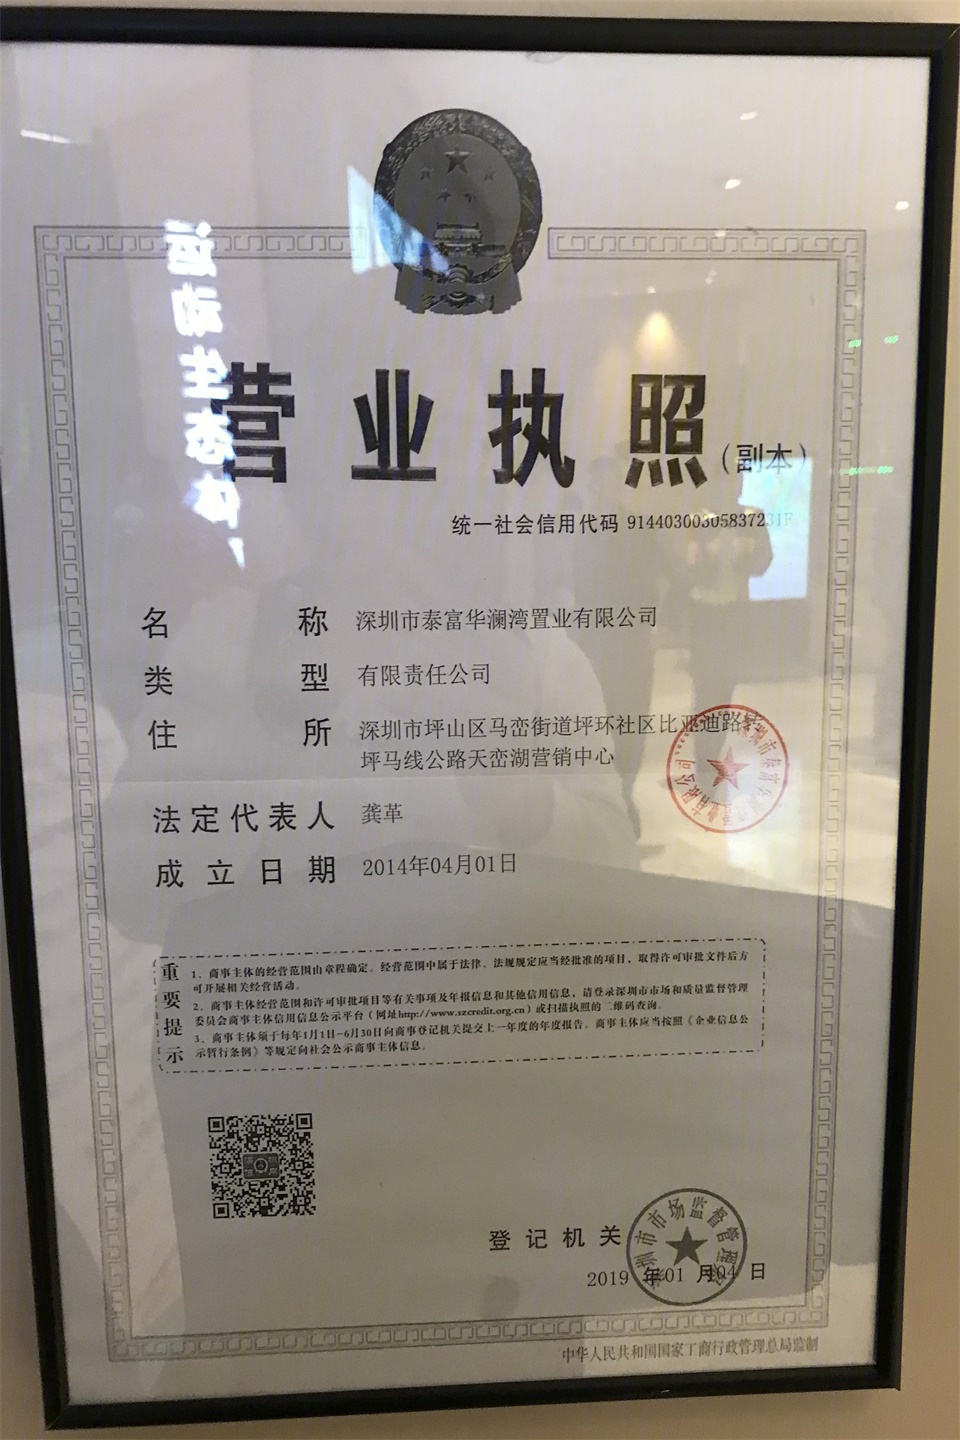 营业执照(副本)
统一社会信用代码 91440300305837231F
名称 深圳市泰富华澜湾置业有限公司
类型 有限责任公司
住所 深圳市坪山区马峦街道坪环社区比亚迪路转
坪马线公路天峦湖营销中心
法定代表人 龚革
成立日期 2014年04月01日
重要提示
1、商事主体的经营范围由章程确定。经营范围中属于法律、法规规定应当经批准的项目，取得许可审批文件后方
可开展相关经营活动。
2、商事主体经营范围和许可审批项目等有关事项及年报信息和其他信用信息，请登录深圳市市场和质量监督管理
委员会商事主体信用信息公示平台（网址http://www.szcredit.org.cn）或扫描执照的二维码查询。
3、商事主体须于每年1月1日-6月30日向商事登记机关提交上一年度的年度报告。商事主体应当按照《企业信息公
示暂行条例》等规定向社会公示商事主体信息。
登记机关
深圳市市场监督管理局
2019 年01 月04 日
中华人民共和国国家工商行政管理总局监制